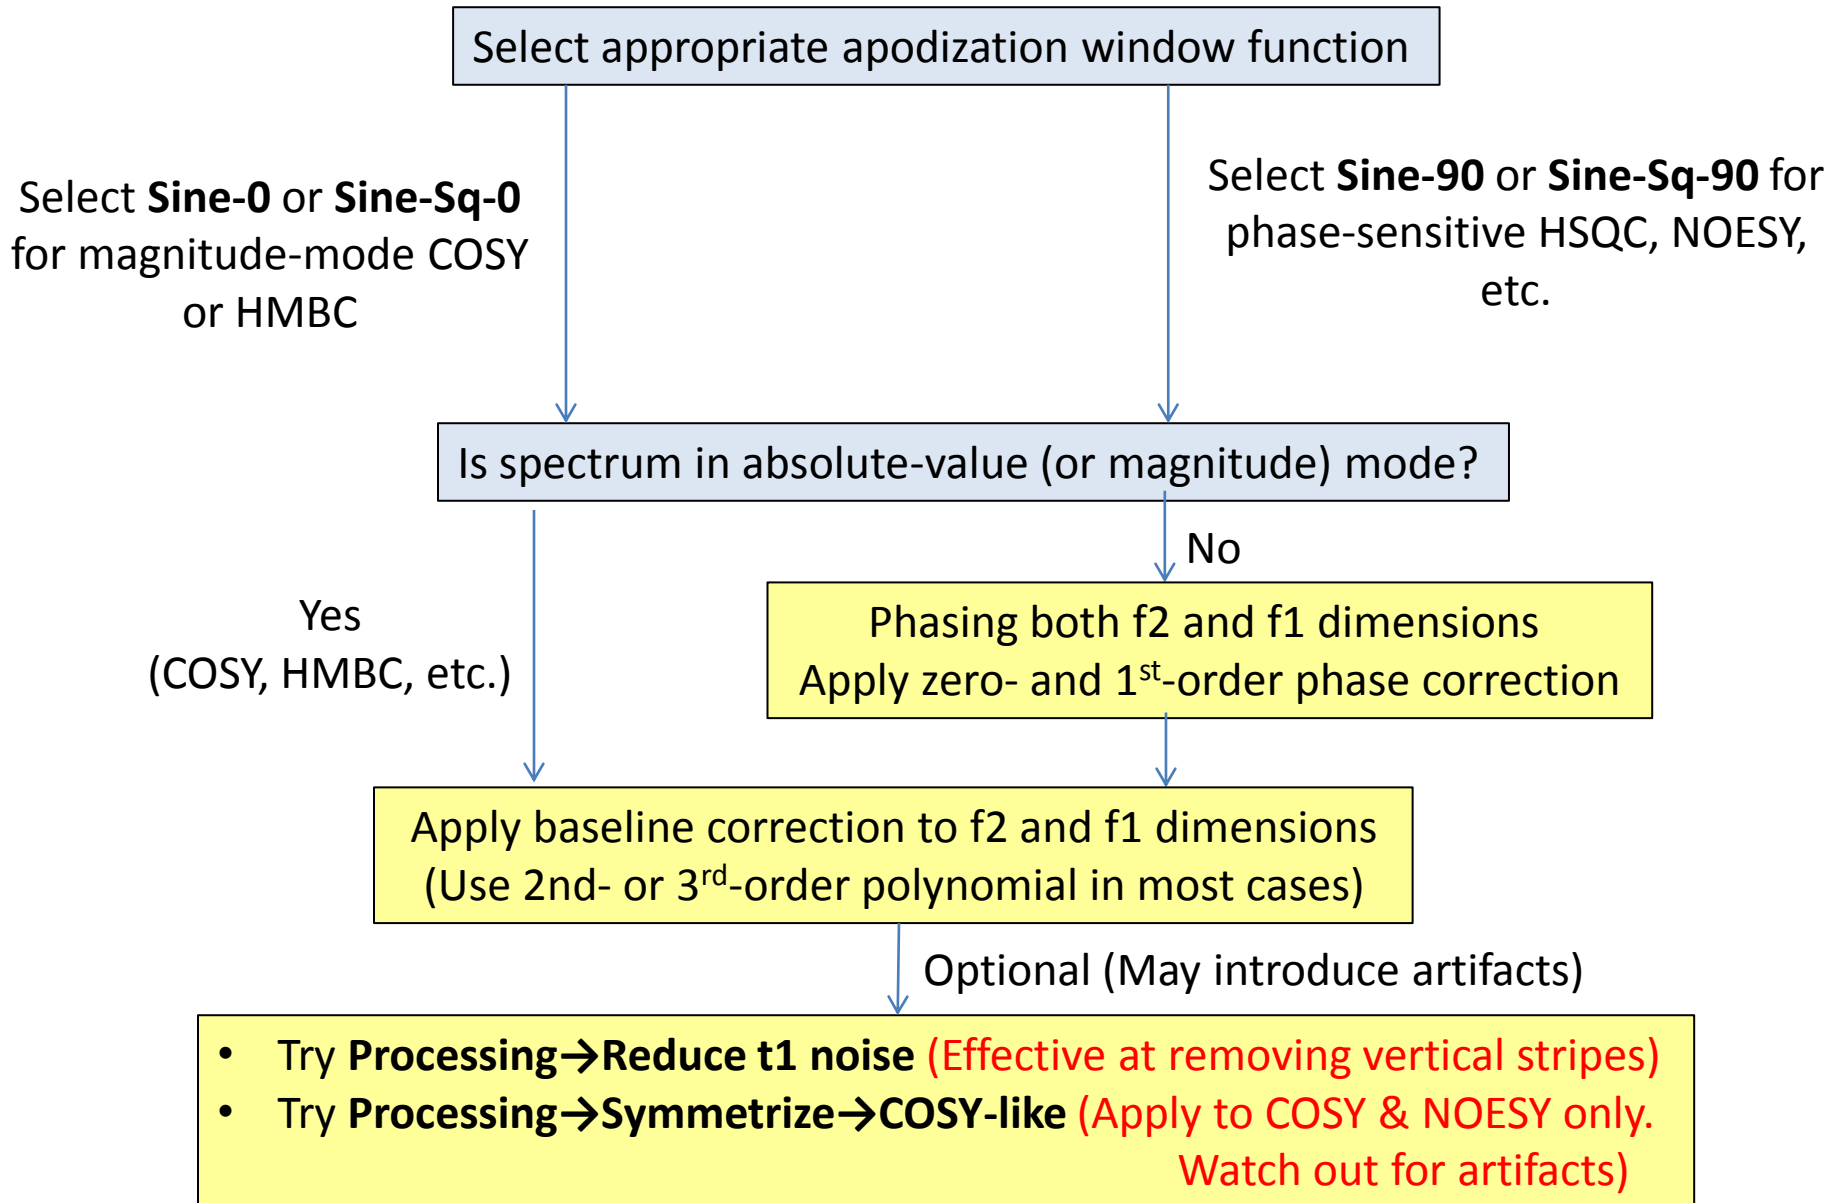 Select appropriate apodization window function
Select Sine-0 or Sine-Sq-0
for magnitude-mode COSY
or HMBC
Select Sine-90 or Sine-Sq-90 for
phase-sensitive HSQC, NOESY,
etc.
Is spectrum in absolute-value (or magnitude) mode?
Yes
(COSY, HMBC, etc.)
No
Phasing both f2 and f1 dimensions
Apply zero- and 1st-order phase correction
Apply baseline correction to f2 and f1 dimensions
(Use 2nd- or 3rd-order polynomial in most cases)
Optional (May introduce artifacts)
• Try Processing→Reduce t1 noise (Effective at removing vertical stripes)
• Try Processing→Symmetrize→COSY-like (Apply to COSY & NOESY only.
Watch out for artifacts)